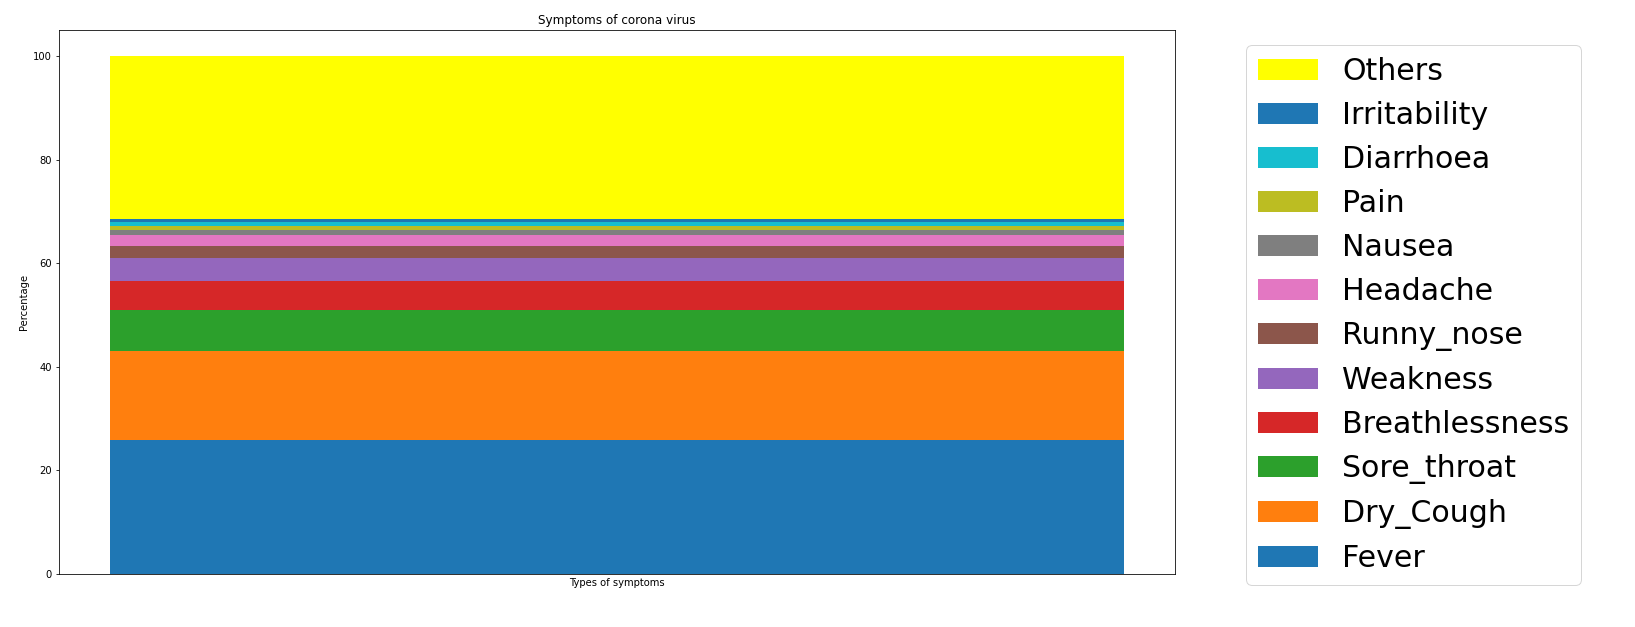 Symptoms of corona virus
100
80
60
40
20
0
Percentage
Types of symptoms
Others
Irritability
Diarrhoea
Pain
Nausea
Headache
Runny_nose
Weakness
Breathlessness
Sore_throat
Dry_Cough
Fever